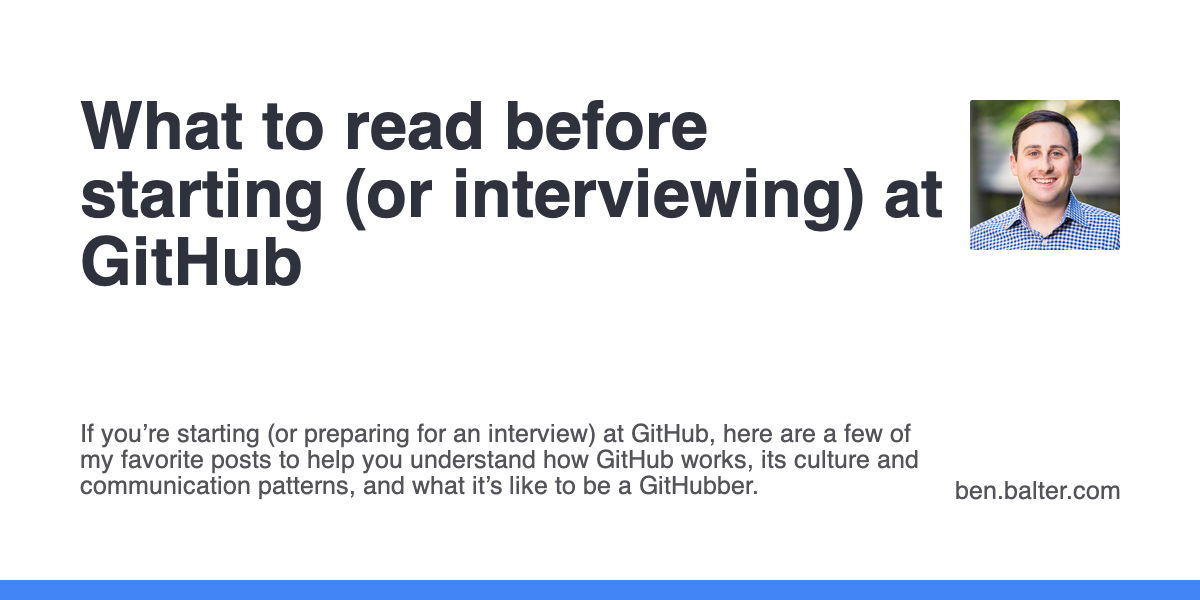 What to read before
starting (or interviewing) at
GitHub
If you’re starting (or preparing for an interview) at GitHub, here are a few of
my favorite posts to help you understand how GitHub works, its culture and
communication patterns, and what it’s like to be a GitHubber.
ben.balter.com